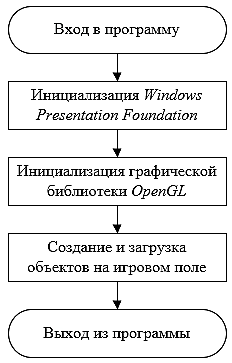 Вход в программу
Инициализация Windows
Presentation Foundation
Инициализация графической
библиотеки OpenGL
Создание и загрузка
объектов на игровом поле
Выход из программы